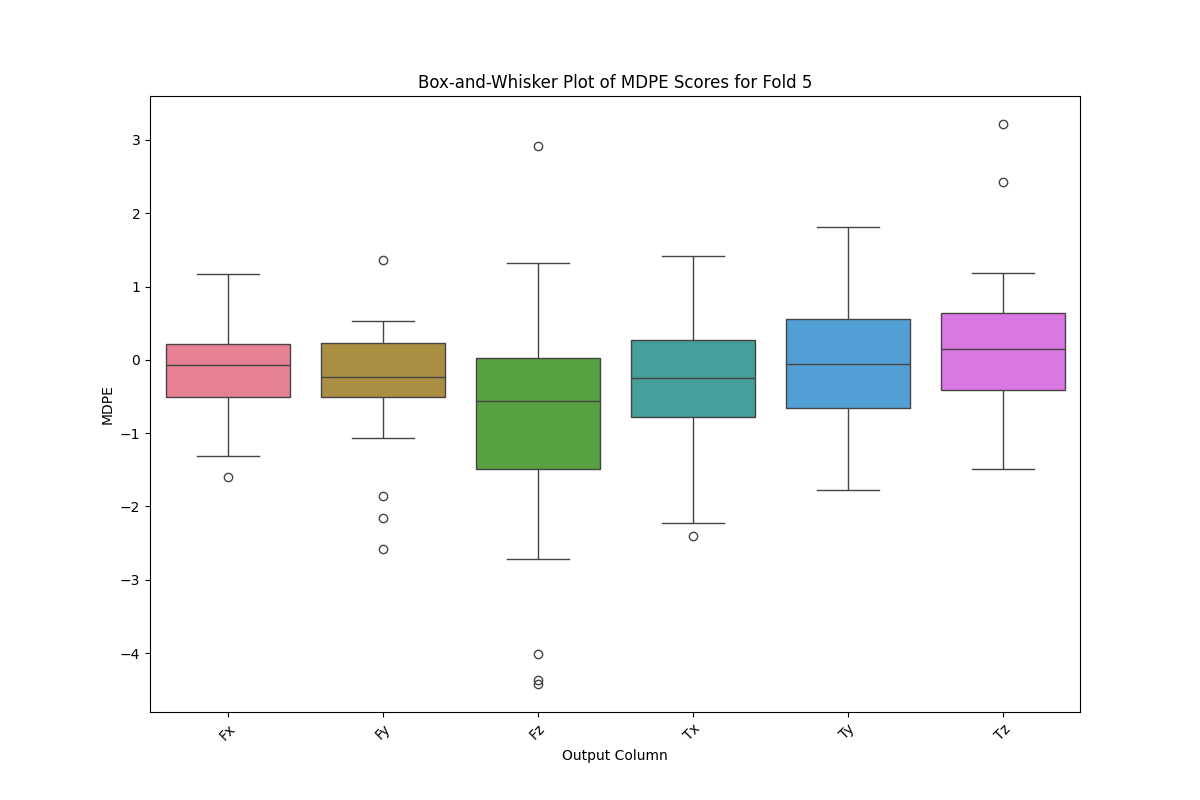 Box-and-Whisker Plot of MDPE Scores for Fold 5
MDPE
3
2
1
0
−1
−2
−3
−4
Fx
Fy
Fz
Tx
Ty
Tz
Output Column